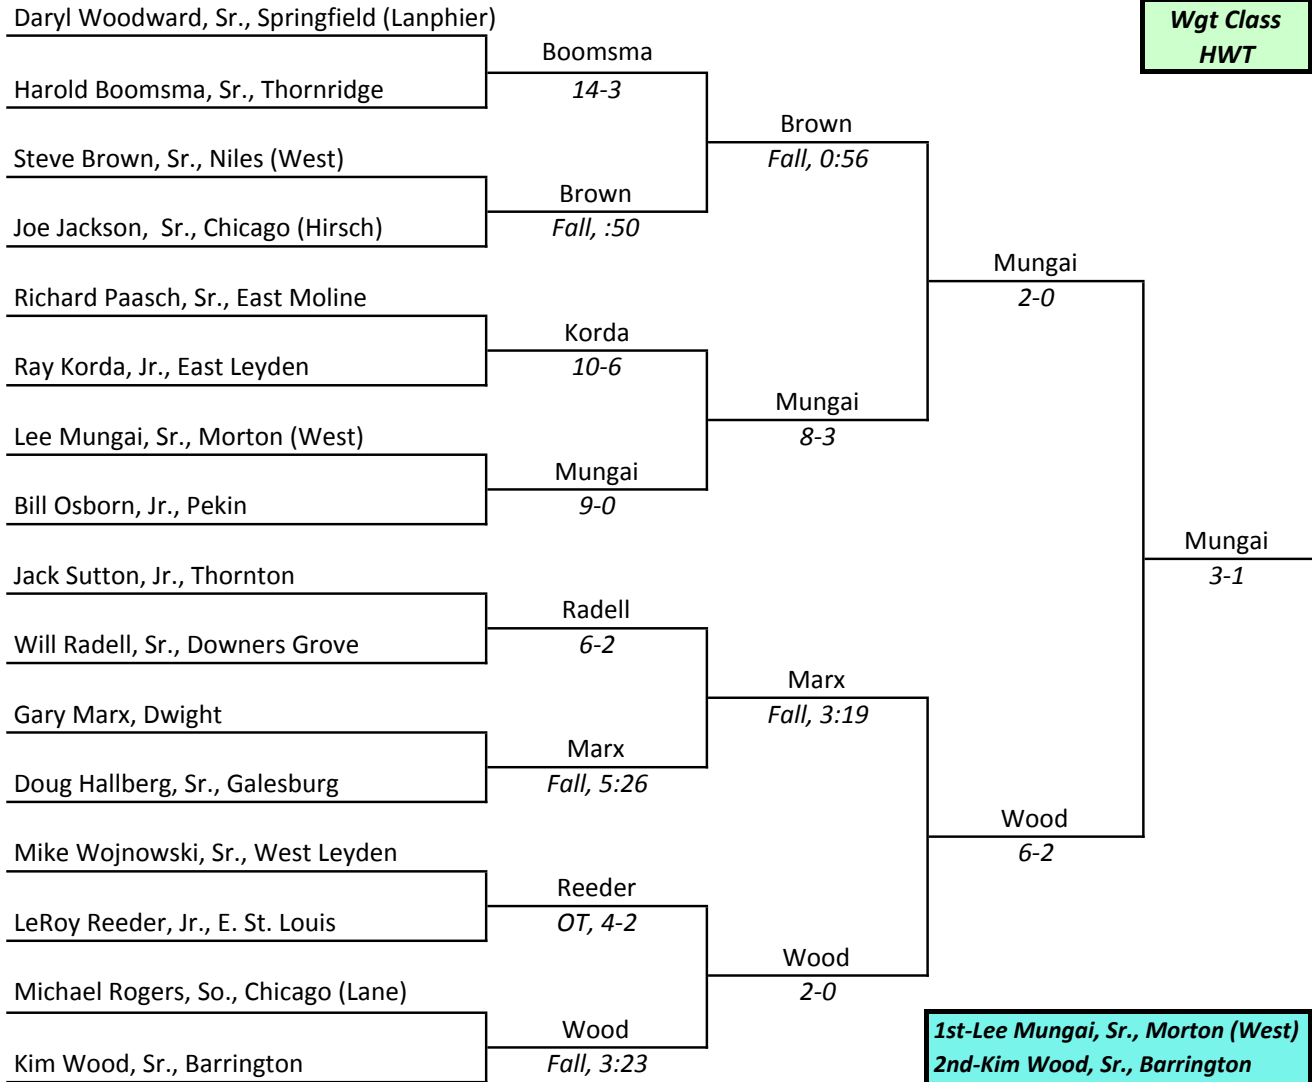 Daryl Woodward, Sr., Springfield (Lanphier)
Wgt Class
HWT
Boomsma
14-3
Harold Boomsma, Sr., Thornridge
Brown
Fall, 0:56
Steve Brown, Sr., Niles (West)
Brown
Fall, :50
Joe Jackson,  Sr., Chicago (Hirsch)
Mungai
2-0
Richard Paasch, Sr., East Moline
Korda
10-6
Ray Korda, Jr., East Leyden
Mungai
8-3
Lee Mungai, Sr., Morton (West)
Mungai
9-0
Bill Osborn, Jr., Pekin
Mungai
3-1
Jack Sutton, Jr., Thornton
Radell
6-2
Will Radell, Sr., Downers Grove
Marx
Fall, 3:19
Gary Marx, Dwight
Marx
Fall, 5:26
Doug Hallberg, Sr., Galesburg
Wood
6-2
Mike Wojnowski, Sr., West Leyden
Reeder
OT, 4-2
LeRoy Reeder, Jr., E. St. Louis
Wood
2-0
Michael Rogers, So., Chicago (Lane)
Wood
Fall, 3:23
Kim Wood, Sr., Barrington
1st-Lee Mungai, Sr., Morton (West)
2nd-Kim Wood, Sr., Barrington